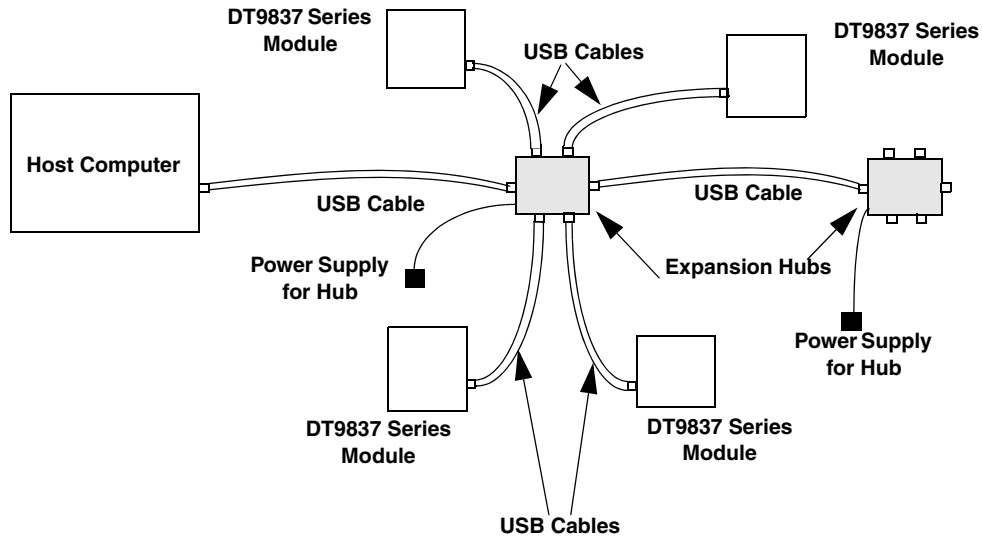 DT9837 Series
Module
USB Cables
DT9837 Series
Module
Host Computer
USB Cable
USB Cable
Power Supply
for Hub
Expansion Hubs
Power Supply
for Hub
DT9837 Series
Module
DT9837 Series
Module
USB Cables